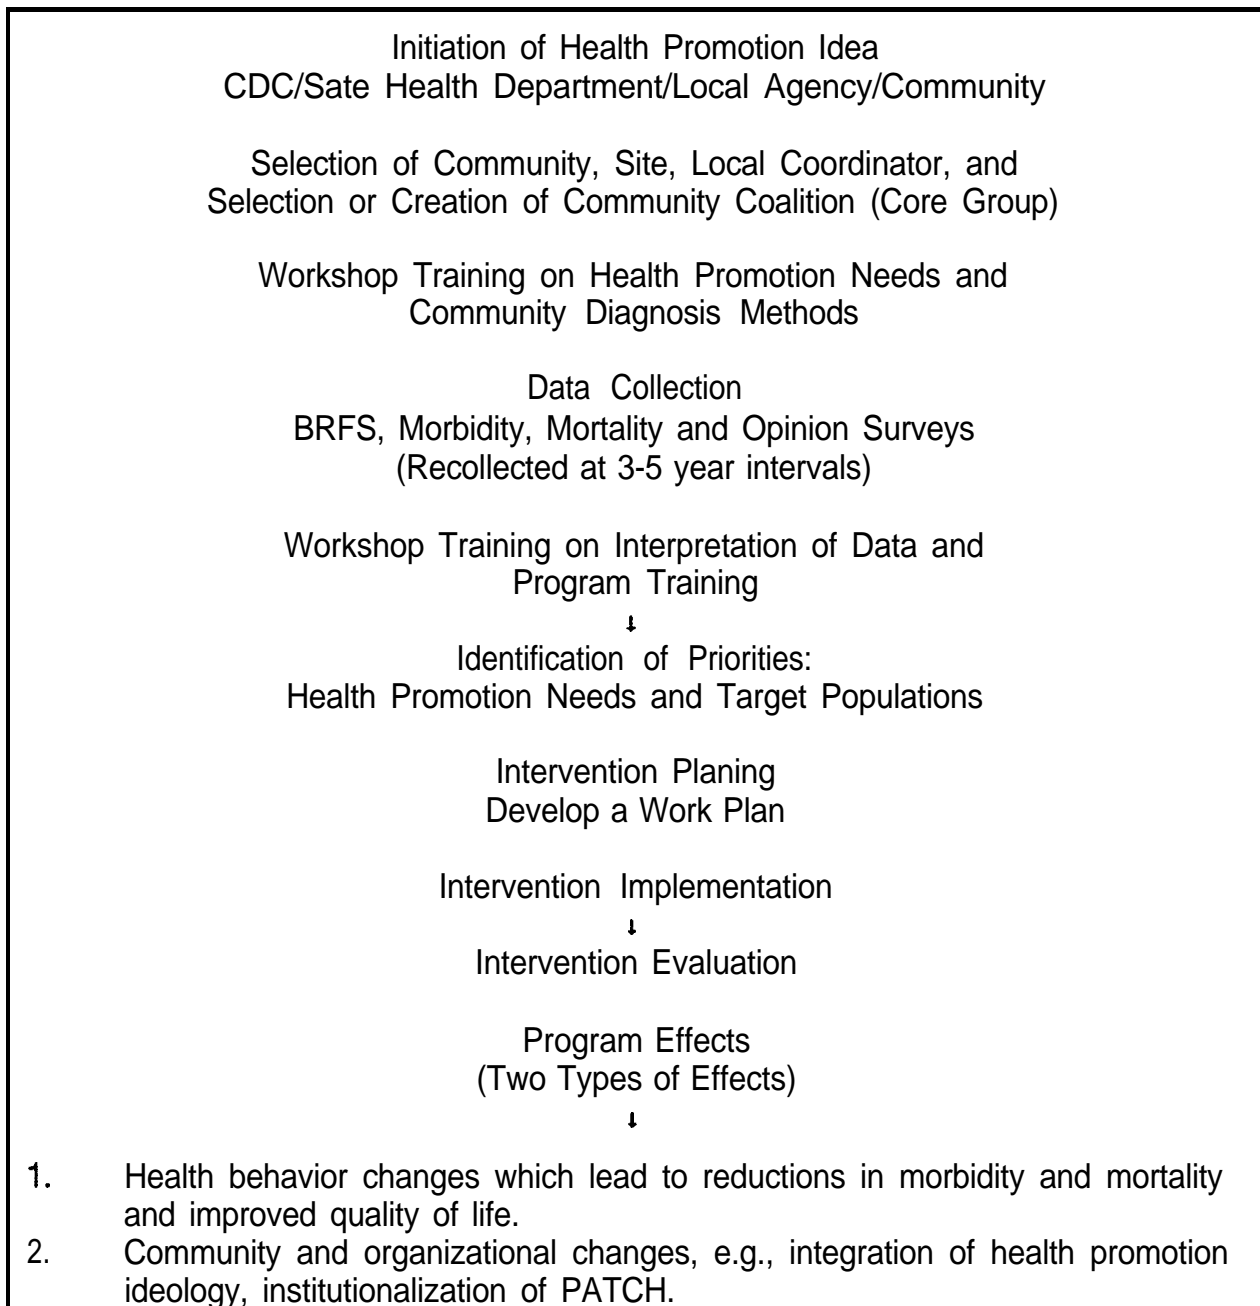 Initiation of Health Promotion Idea
CDC/Sate Health Department/Local Agency/Community
Selection of Community, Site, Local Coordinator, and
Selection or Creation of Community Coalition (Core Group)
Workshop Training on Health Promotion Needs and
Community Diagnosis Methods
Data Collection
BRFS, Morbidity, Mortality and Opinion Surveys
(Recollected at 3-5 year intervals)
Workshop Training on Interpretation of Data and
Program Training
↓
Identification of Priorities:
Health Promotion Needs and Target Populations
Intervention Planing
Develop a Work Plan
Intervention Implementation
↓
Intervention Evaluation
Program Effects
(Two Types of Effects)
↓
1. Health behavior changes which lead to reductions in morbidity and mortality
and improved quality of life.
2. Community and organizational changes, e.g., integration of health promotion
ideology, institutionalization of PATCH.